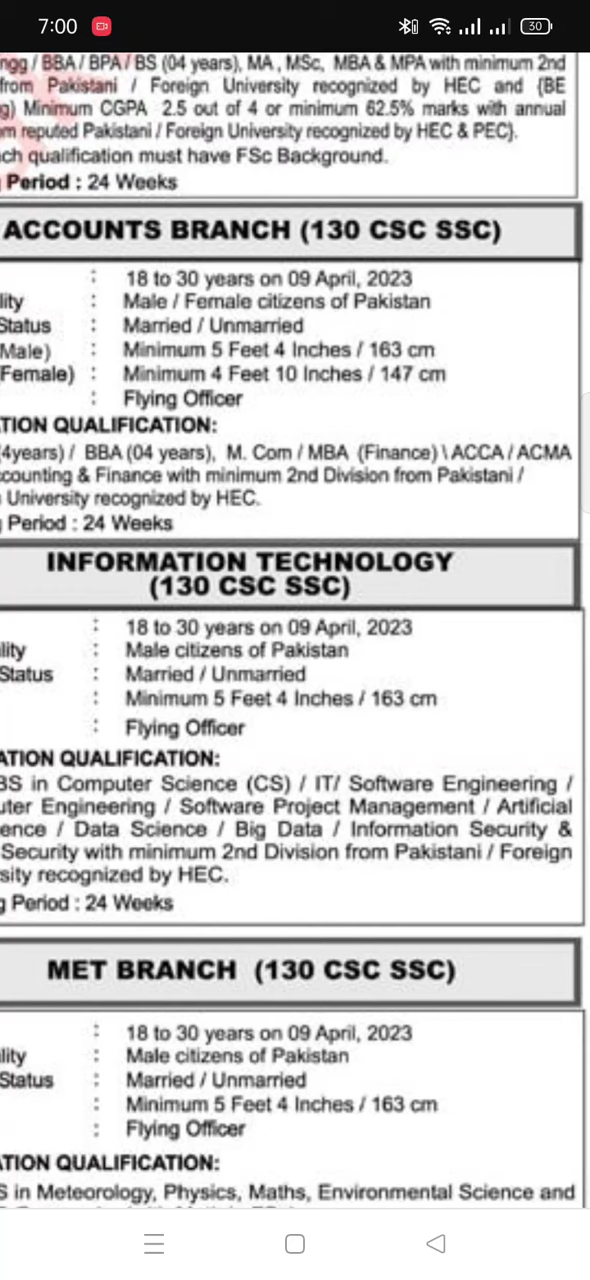 7:00
30
ngg / BBA / BPA / BS (04 years), MA , MSc, MBA & MPA with minimum 2nd
from Pakistani / Foreign University recognized by HEC and {BE
g) Minimum CGPA 2.5 out of 4 or minimum 62.5% marks with annual
m reputed Pakistani / Foreign University recognized by HEC & PEC}.
ch qualification must have FSc Background.
Period : 24 Weeks
ACCOUNTS BRANCH (130 CSC SSC)
: 18 to 30 years on 09 April, 2023
lity : Male / Female citizens of Pakistan
Status : Married / Unmarried
Male) : Minimum 5 Feet 4 Inches / 163 cm
Female) : Minimum 4 Feet 10 Inches / 147 cm
: Flying Officer
TION QUALIFICATION:
4years) / BBA (04 years), M. Com / MBA (Finance) \ ACCA / ACMA
counting & Finance with minimum 2nd Division from Pakistani /
University recognized by HEC.
g Period : 24 Weeks
INFORMATION TECHNOLOGY
(130 CSC SSC)
: 18 to 30 years on 09 April, 2023
lity : Male citizens of Pakistan
Status : Married / Unmarried
: Minimum 5 Feet 4 Inches / 163 cm
: Flying Officer
ATION QUALIFICATION:
BS in Computer Science (CS) / IT/ Software Engineering /
uter Engineering / Software Project Management / Artificial
ence / Data Science / Big Data / Information Security &
Security with minimum 2nd Division from Pakistani / Foreign
sity recognized by HEC.
g Period : 24 Weeks
MET BRANCH (130 CSC SSC)
: 18 to 30 years on 09 April, 2023
lity : Male citizens of Pakistan
Status : Married / Unmarried
: Minimum 5 Feet 4 Inches / 163 cm
: Flying Officer
TION QUALIFICATION:
S in Meteorology, Physics, Maths, Environmental Science and